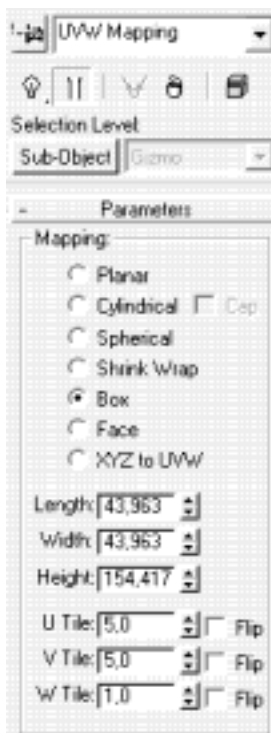 UVW Mapping
Selection Level:
Sub-Object Gizmo
- Parameters
Mapping:
Planar
Cylindrical Cap
Spherical
Shrink Wrap
Box
Face
XYZ to UVW
Length: 43,963
Width: 43,963
Height: 154,417
U Tile: 5,0 Flip
V Tile: 5,0 Flip
W Tile: 1,0 Flip